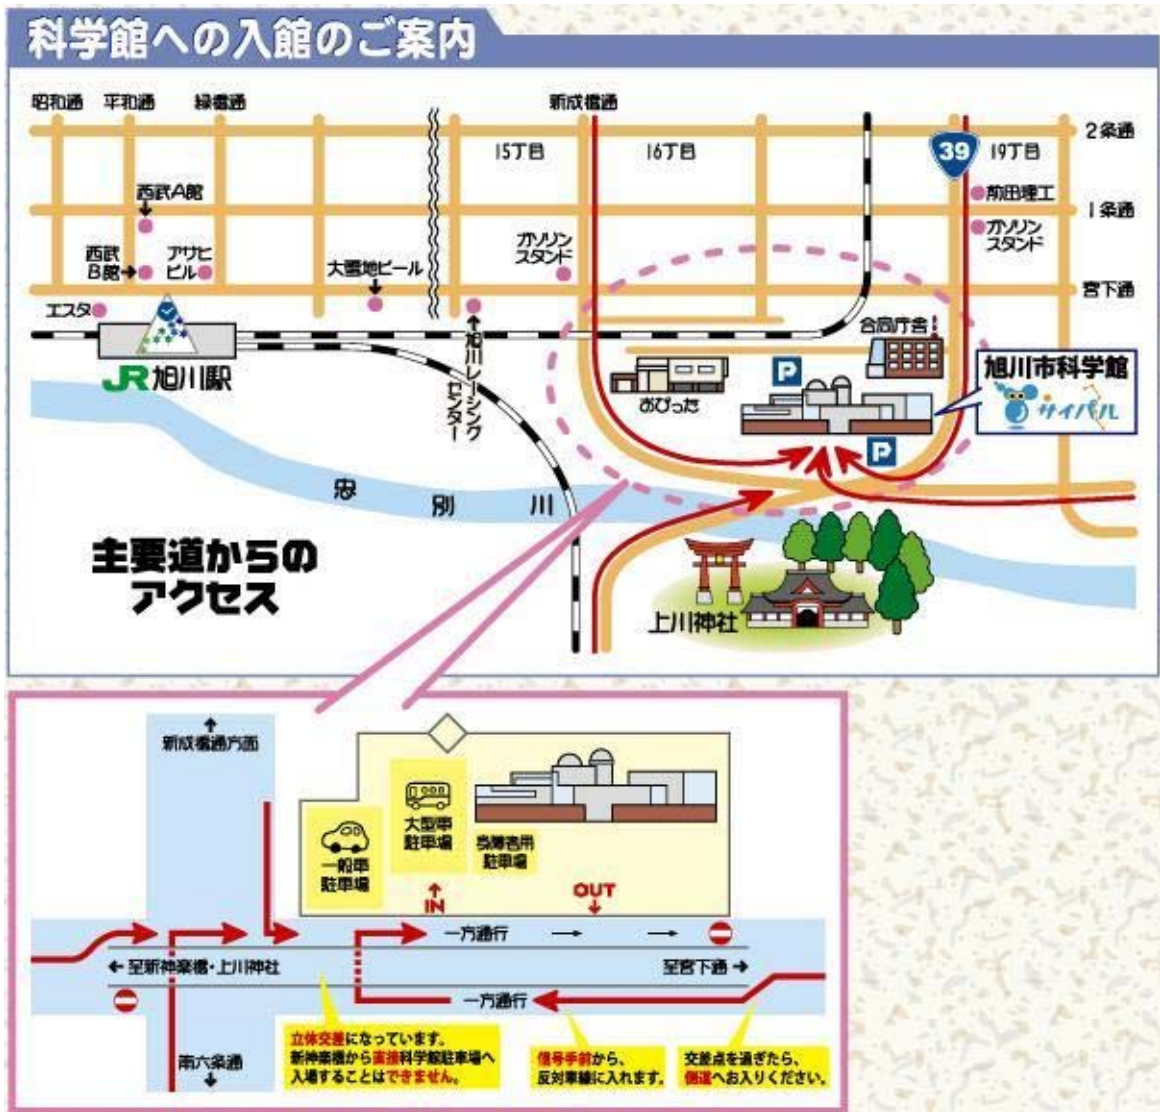 科学館への入館のご案内
昭和通
平和通
緑橋通
新成橋通
2条通
15丁目
16丁目
39
19丁目
西武A館
前田理工
1条通
西武
B館
アサヒ
ビル
大雪地ビール
ガソリン
スタンド
ガソリン
スタンド
宮下通
エスタ
旭川レーシング
センター
合同庁舎
JR旭川駅
おぴった
P
旭川市科学館
サイパル
P
忠別川
主要道からの
アクセス
上川神社
新成橋通方面
大型車
駐車場
一般車
駐車場
身障者用
駐車場
IN
OUT
一方通行
←至新神楽橋・上川神社
至宮下通→
一方通行
南六条通
立体交差になっています。
新神楽橋から直接科学館駐車場へ
入場することはできません。
信号手前から、
反対車線に入れます。
交差点を過ぎたら、
側道へお入りください。